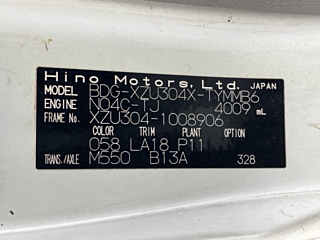 Hino Motors, Ltd. JAPAN
MODEL BDG-XZU304X-TYMMB6
ENGINE N04C-TJ 4009 mL
FRAME No. XZU304-1008906
COLOR TRIM PLANT OPTION
058 LA18 P11
TRANS./AXLE M550 B13A 328